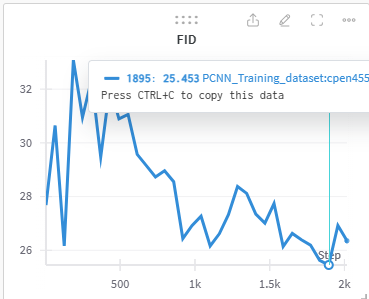 FID
1895: 25.453 PCNN_Training_dataset:cpen455
Press CTRL+C to copy this data
32
30
28
26
Step
500
1k
1.5k
2k